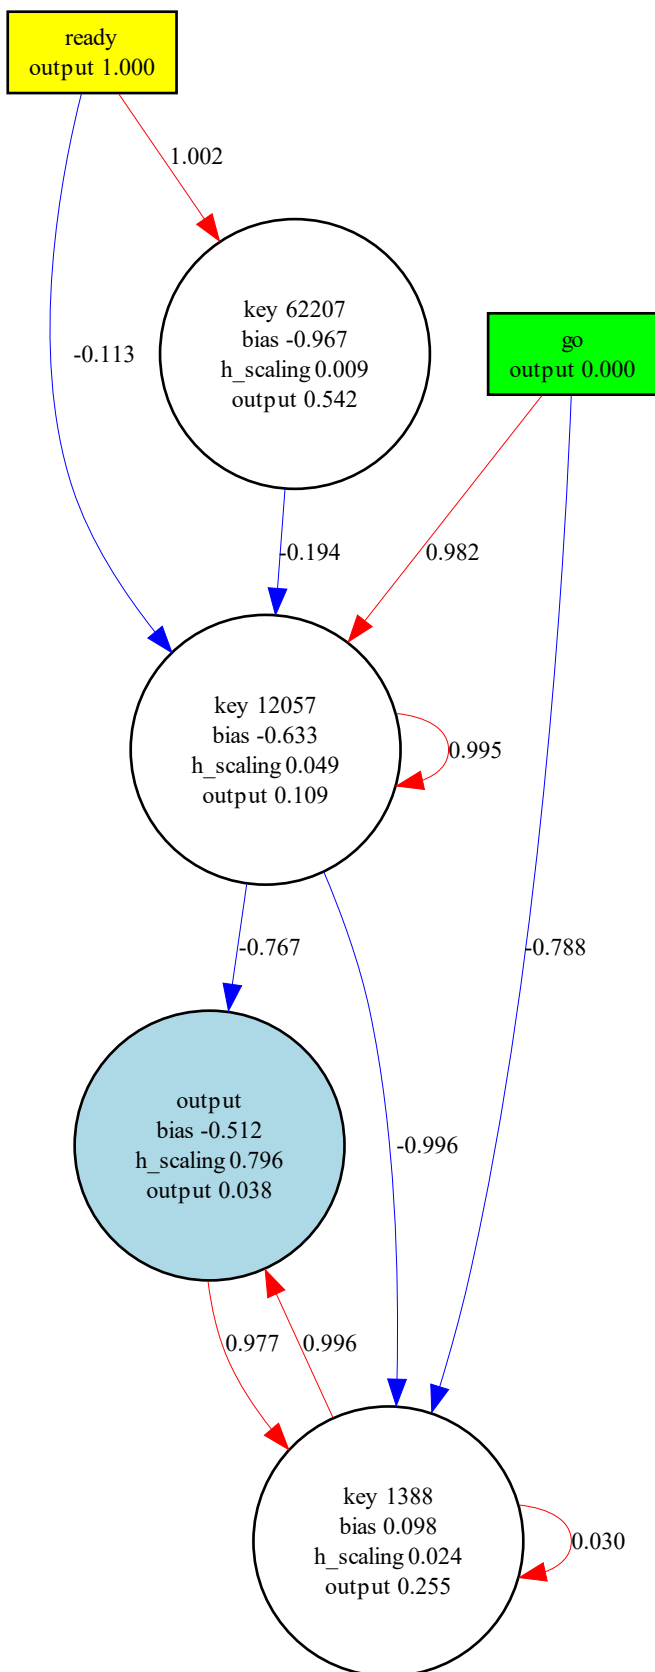 ready
output 1.000
1.002
key 62207
bias -0.967
h_scaling 0.009
output 0.542
go
output 0.000
-0.113
-0.194
0.982
key 12057
bias -0.633
h_scaling 0.049
output 0.109
0.995
-0.767
-0.788
output
bias -0.512
h_scaling 0.796
output 0.038
-0.996
0.977
0.996
key 1388
bias 0.098
h_scaling 0.024
output 0.255
0.030